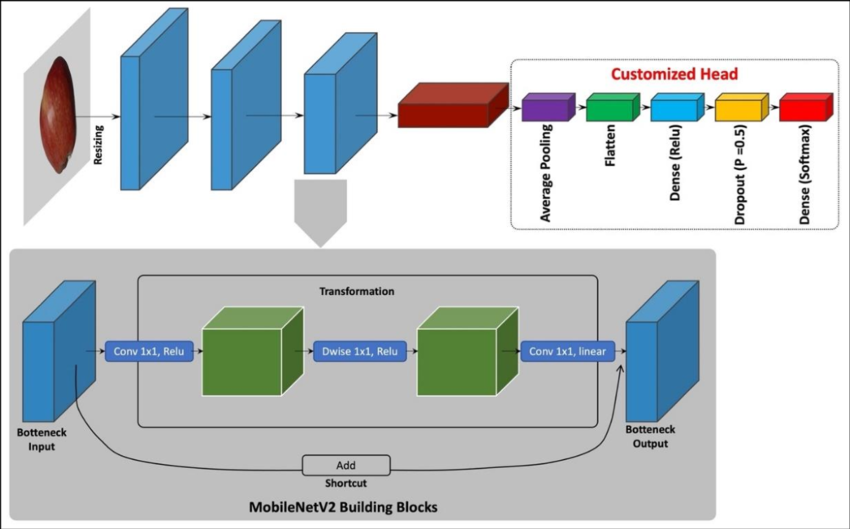 Customized Head
Resizing
Average Pooling
Flatten
Dense (Relu)
Dropout (P =0.5)
Dense (Softmax)
Transformation
Conv 1x1, Relu
Dwise 1x1, Relu
Conv 1x1, linear
Botteneck
Input
Botteneck
Output
Add
Shortcut
MobileNetV2 Building Blocks